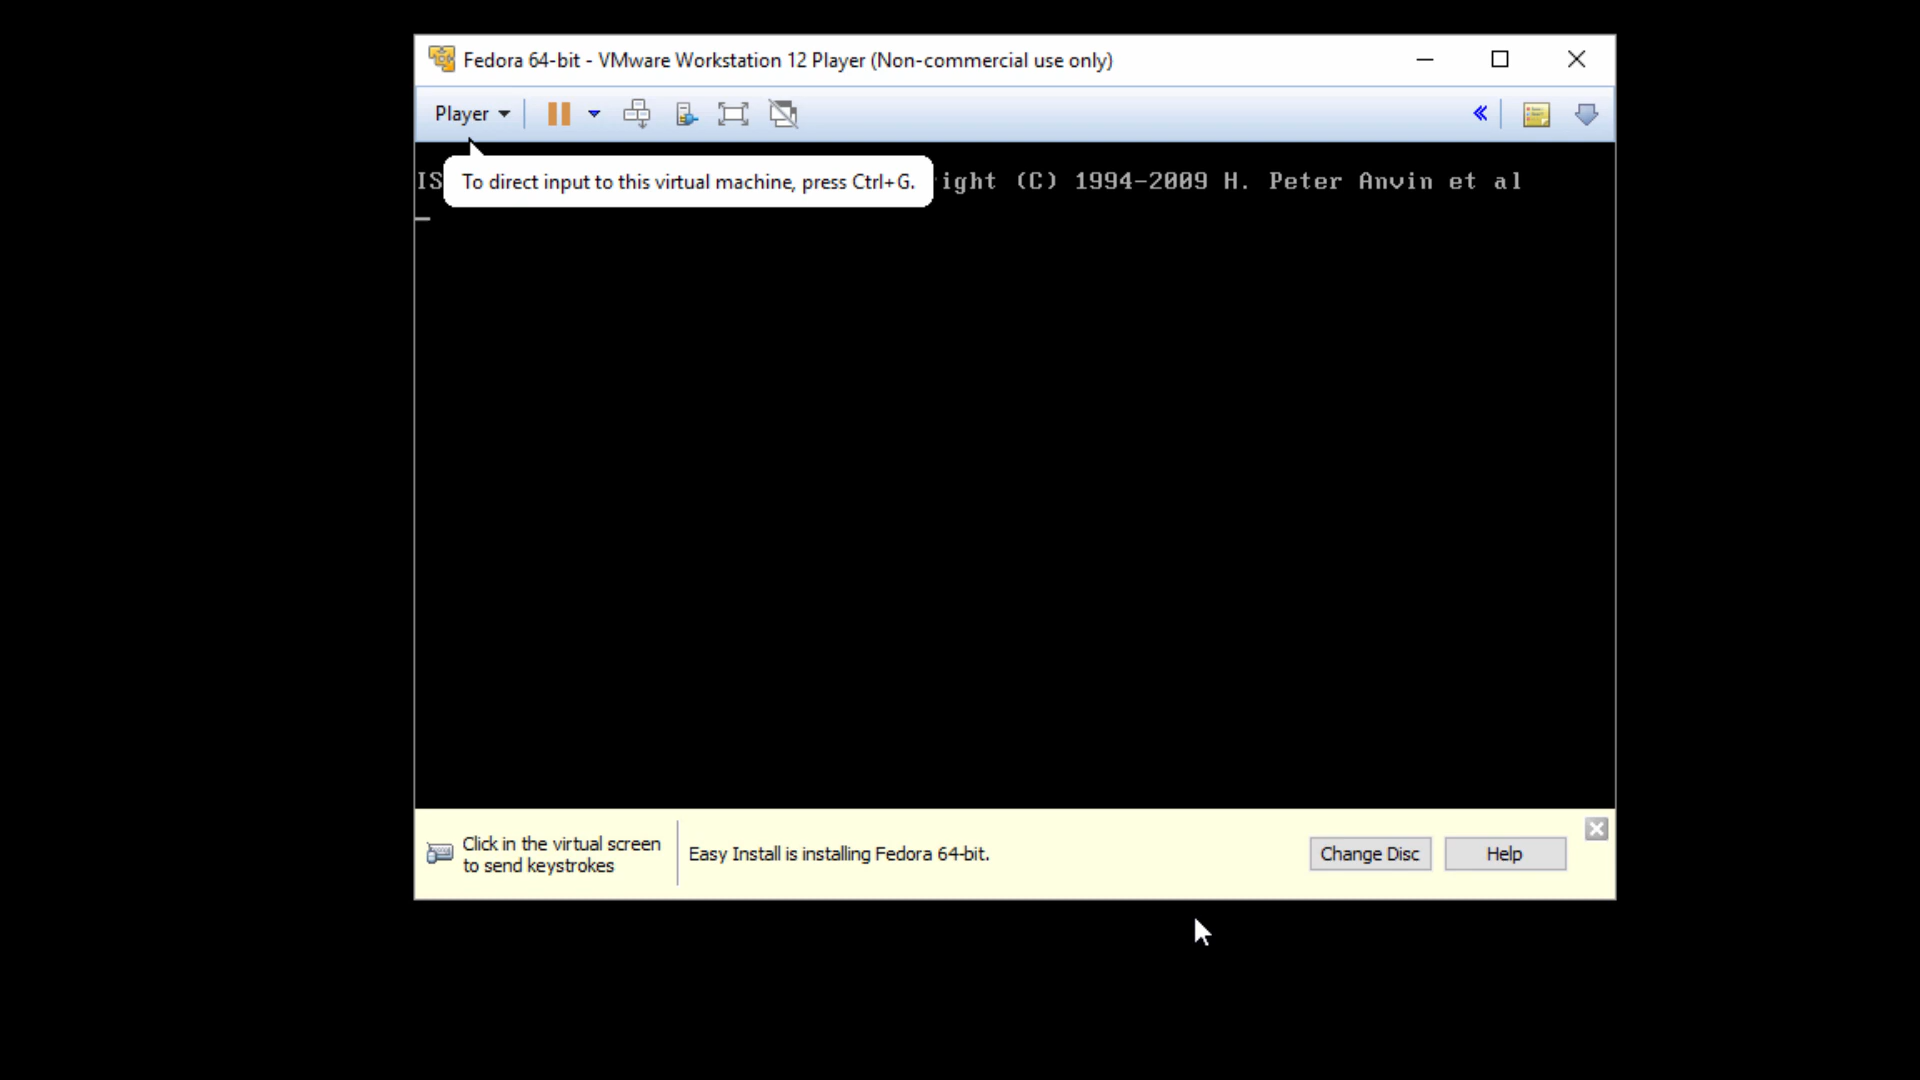 Fedora 64-bit - VMware Workstation 12 Player (Non-commercial use only)
Player
To direct input to this virtual machine, press Ctrl+G.
IS ight (C) 1994-2009 H. Peter Anvin et al
Click in the virtual screen
to send keystrokes
Easy Install is installing Fedora 64-bit.
Change Disc
Help